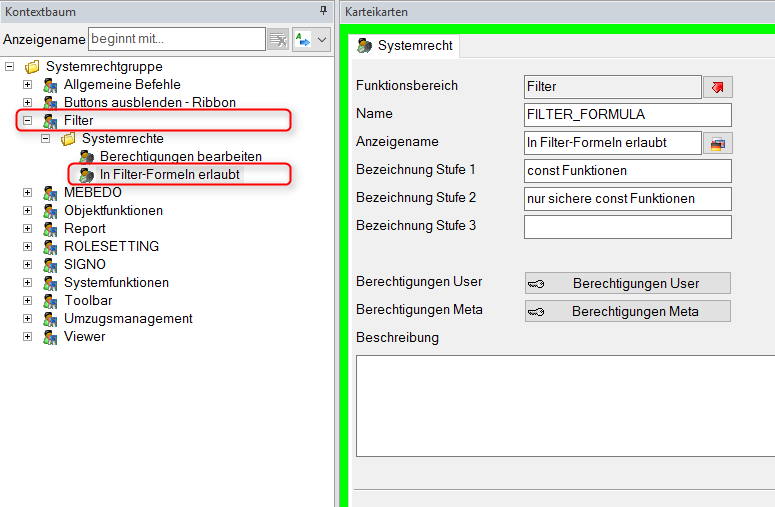 Kontextbaum
Anzeigename beginnt mit...
Systemrechtgruppe
Allgemeine Befehle
Buttons ausblenden - Ribbon
Filter
Systemrechte
Berechtigungen bearbeiten
In Filter-Formeln erlaubt
MEBEDO
Objektfunktionen
Report
ROLESETTING
SIGNO
Systemfunktionen
Toolbar
Umzugsmanagement
Viewer
Karteikarten
Systemrecht
Funktionsbereich Filter
Name FILTER_FORMULA
Anzeigename In Filter-Formeln erlaubt
Bezeichnung Stufe 1 const Funktionen
Bezeichnung Stufe 2 nur sichere const Funktionen
Bezeichnung Stufe 3
Berechtigungen User Berechtigungen User
Berechtigungen Meta Berechtigungen Meta
Beschreibung